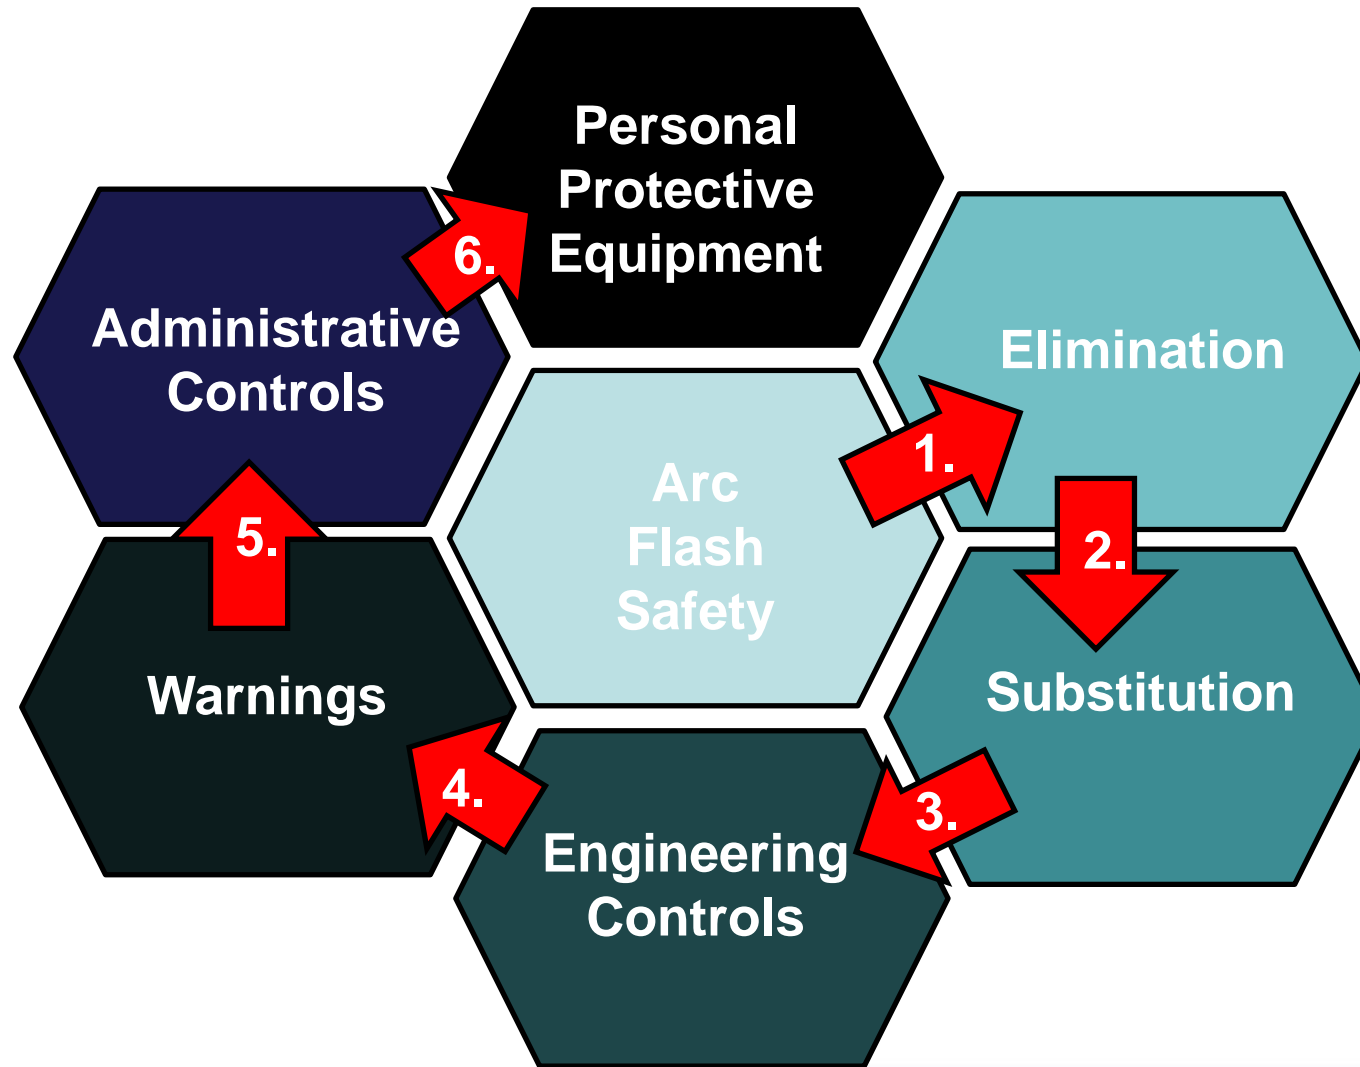 Personal
Protective
Equipment
6.
Administrative
Controls
Elimination
1.
Arc
Flash
Safety
2.
5.
Warnings
Substitution
4.
3.
Engineering
Controls